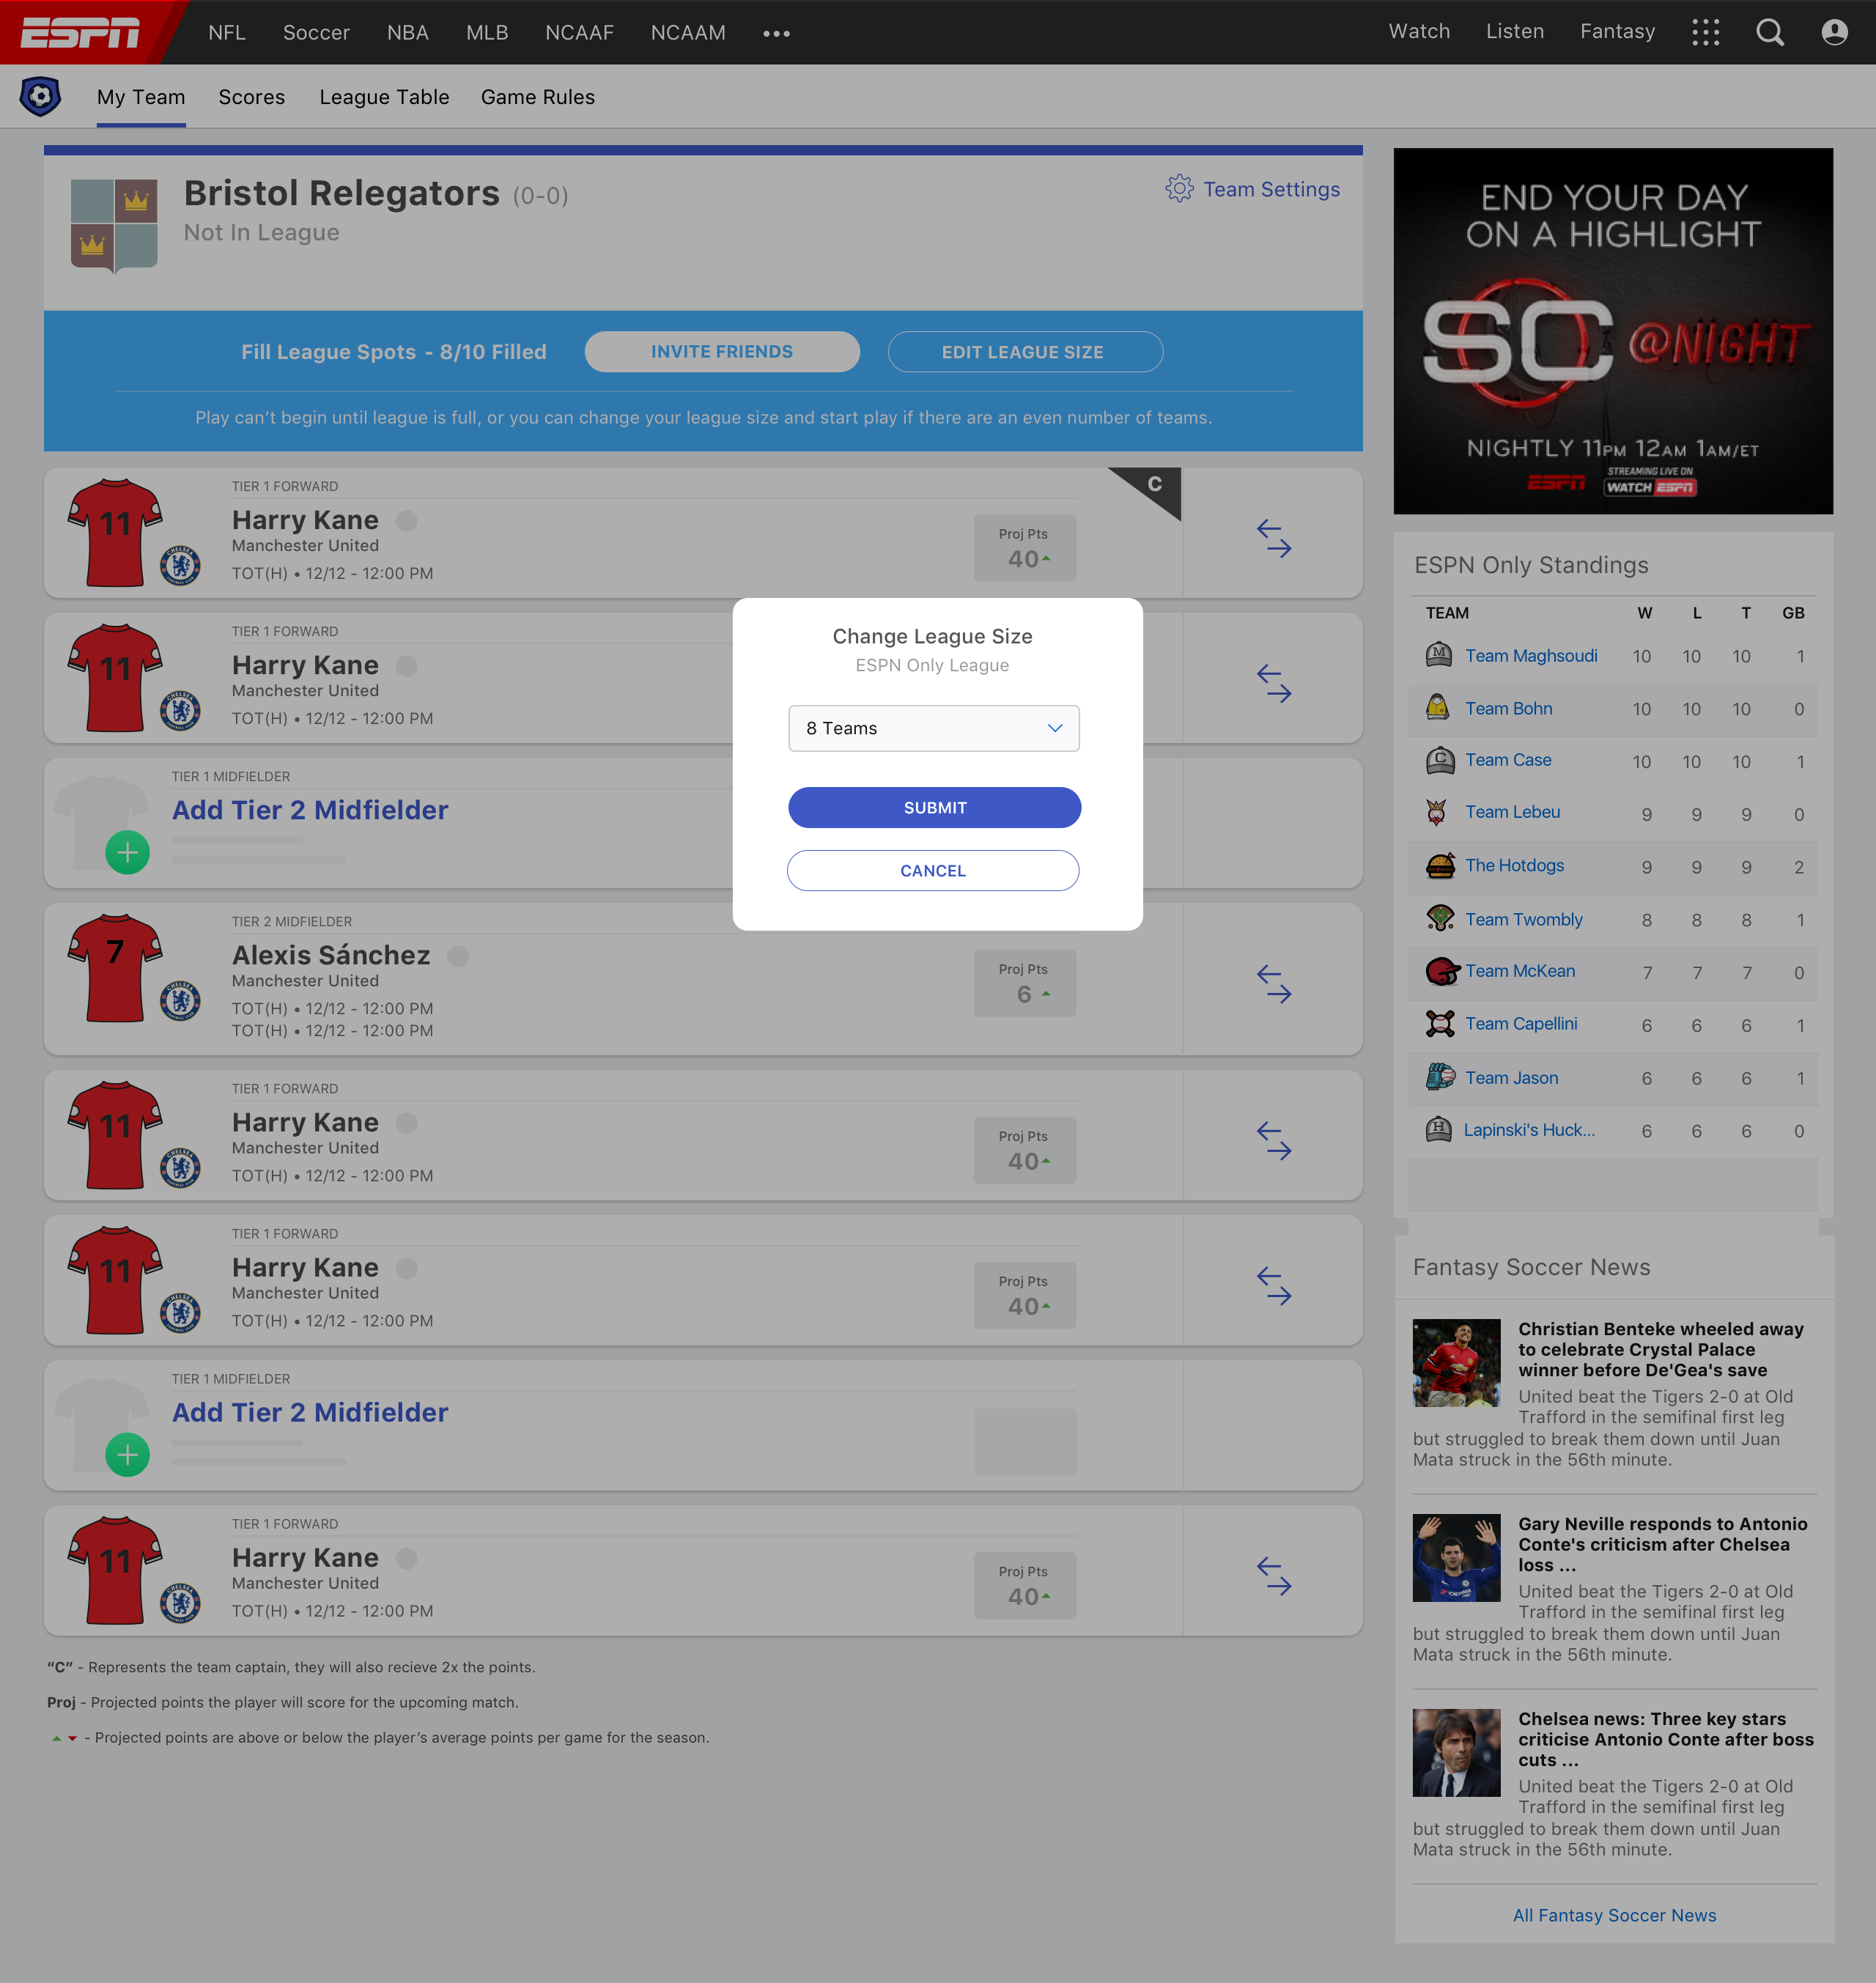 ESPN
NFL
Soccer
NBA
MLB
NCAAF
NCAAM
Watch
Listen
Fantasy
My Team
Scores
League Table
Game Rules
Bristol Relegators (0-0)
Not In League
Team Settings
Fill League Spots - 8/10 Filled
INVITE FRIENDS
EDIT LEAGUE SIZE
Play can’t begin until league is full, or you can change your league size and start play if there are an even number of teams.
TIER 1 FORWARD
11
CHELSEA
Harry Kane
Manchester United
TOT(H) • 12/12 - 12:00 PM
Proj Pts
40
C
TIER 1 FORWARD
11
CHELSEA
Harry Kane
Manchester United
TOT(H) • 12/12 - 12:00 PM
TIER 1 MIDFIELDER
Add Tier 2 Midfielder
Change League Size
ESPN Only League
8 Teams
SUBMIT
CANCEL
TIER 2 MIDFIELDER
7
CHELSEA
Alexis Sánchez
Manchester United
TOT(H) • 12/12 - 12:00 PM
TOT(H) • 12/12 - 12:00 PM
Proj Pts
6
TIER 1 FORWARD
11
CHELSEA
Harry Kane
Manchester United
TOT(H) • 12/12 - 12:00 PM
Proj Pts
40
TIER 1 FORWARD
11
CHELSEA
Harry Kane
Manchester United
TOT(H) • 12/12 - 12:00 PM
Proj Pts
40
TIER 1 MIDFIELDER
Add Tier 2 Midfielder
TIER 1 FORWARD
11
CHELSEA
Harry Kane
Manchester United
TOT(H) • 12/12 - 12:00 PM
Proj Pts
40
“C” - Represents the team captain, they will also recieve 2x the points.
Proj - Projected points the player will score for the upcoming match.
- Projected points are above or below the player’s average points per game for the season.
END YOUR DAY
ON A HIGHLIGHT
SC @NIGHT
NIGHTLY 11PM 12AM 1AM/ET
ESPN
STREAMING LIVE ON
WATCH ESPN
ESPN Only Standings
TEAM W L T GB
M Team Maghsoudi 10 10 10 1
Team Bohn 10 10 10 0
C Team Case 10 10 10 1
Team Lebeu 9 9 9 0
The Hotdogs 9 9 9 2
Team Twombly 8 8 8 1
Team McKean 7 7 7 0
Team Capellini 6 6 6 1
Team Jason 6 6 6 1
H Lapinski's Huck... 6 6 6 0
Fantasy Soccer News
Christian Benteke wheeled away
to celebrate Crystal Palace
winner before De'Gea's save
United beat the Tigers 2-0 at Old
Trafford in the semifinal first leg
but struggled to break them down until Juan
Mata struck in the 56th minute.
Gary Neville responds to Antonio
Conte's criticism after Chelsea
loss ...
United beat the Tigers 2-0 at Old
Trafford in the semifinal first leg
but struggled to break them down until Juan
Mata struck in the 56th minute.
Chelsea news: Three key stars
criticise Antonio Conte after boss
cuts ...
United beat the Tigers 2-0 at Old
Trafford in the semifinal first leg
but struggled to break them down until Juan
Mata struck in the 56th minute.
All Fantasy Soccer News